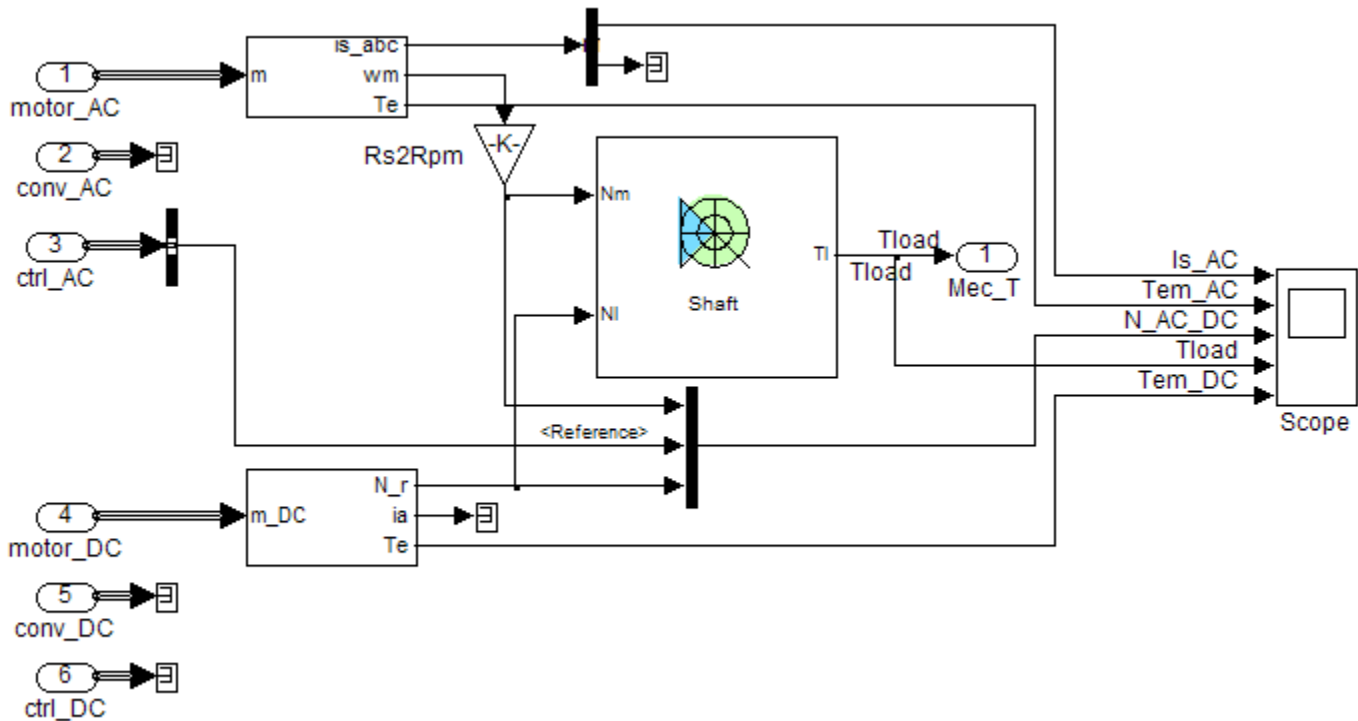 is_abc
1
m
wm
Te
motor_AC
-K-
Rs2Rpm
2
conv_AC
Nm
3
ctrl_AC
Tl
Tload
Tload
1
Mec_T
Shaft
Nl
Is_AC
Tem_AC
N_AC_DC
Tload
Tem_DC
Scope
<Reference>
N_r
4
m_DC
ia
Te
motor_DC
5
conv_DC
6
ctrl_DC